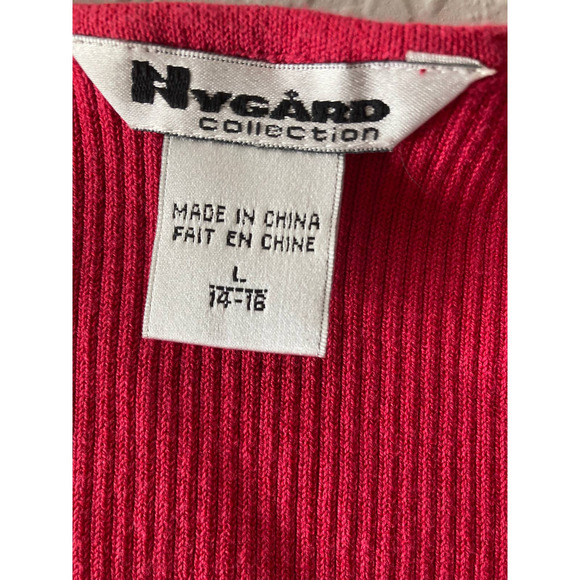 NYGÅRD
collection
MADE IN CHINA
FAIT EN CHINE
L
14-16